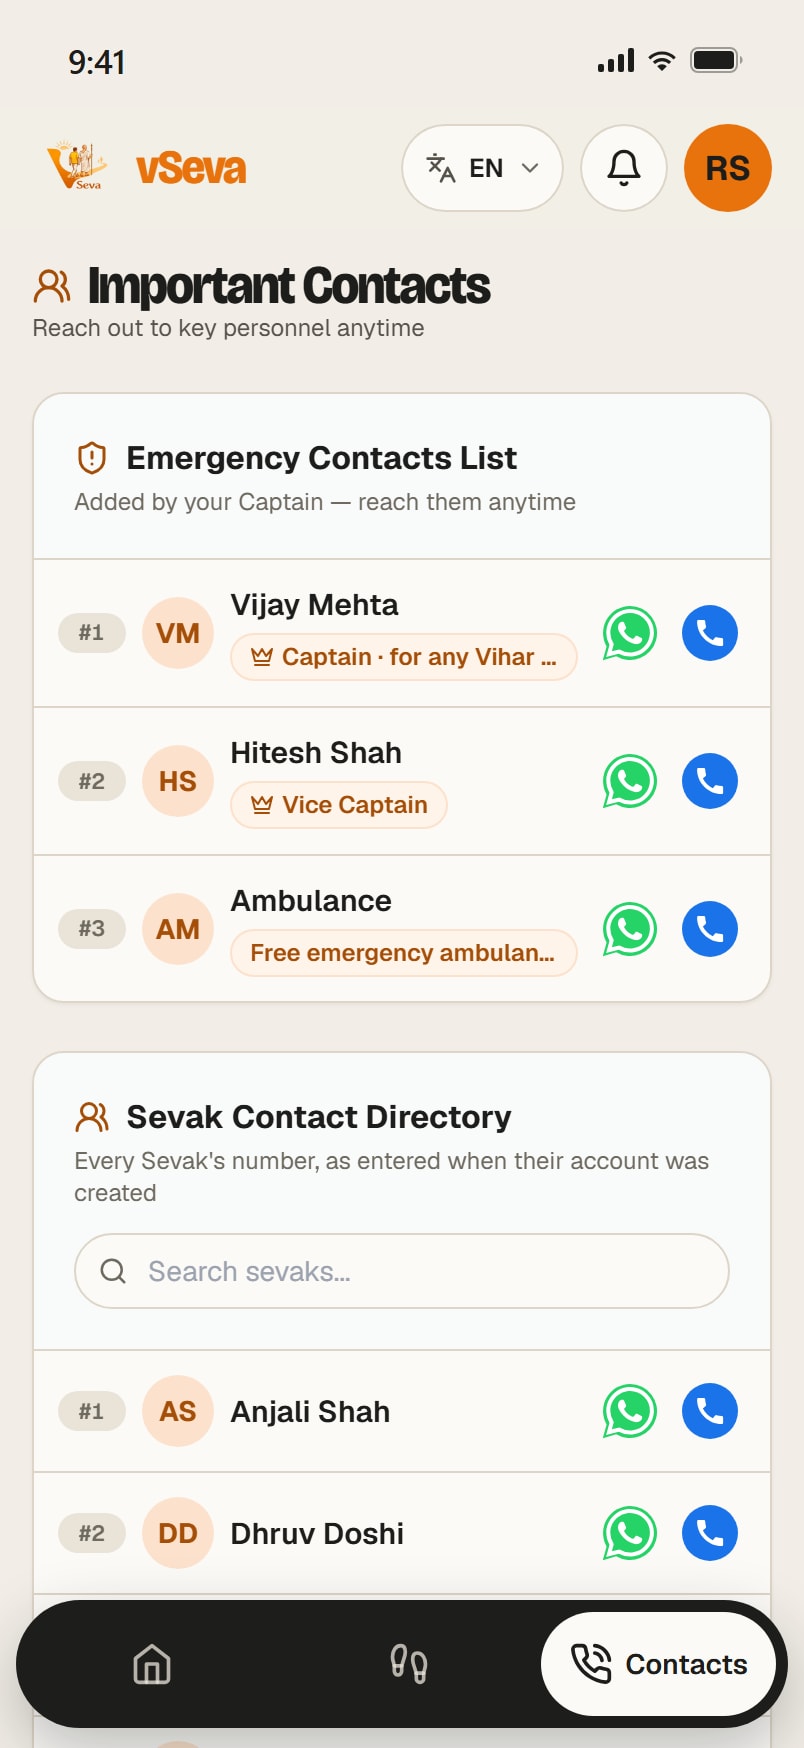 9:41
Seva
vSeva
EN
RS
Important Contacts
Reach out to key personnel anytime
Emergency Contacts List
Added by your Captain — reach them anytime
#1
VM
Vijay Mehta
Captain · for any Vihar ...
#2
HS
Hitesh Shah
Vice Captain
#3
AM
Ambulance
Free emergency ambulan...
Sevak Contact Directory
Every Sevak's number, as entered when their account was
created
Search sevaks...
#1
AS
Anjali Shah
#2
DD
Dhruv Doshi
Contacts